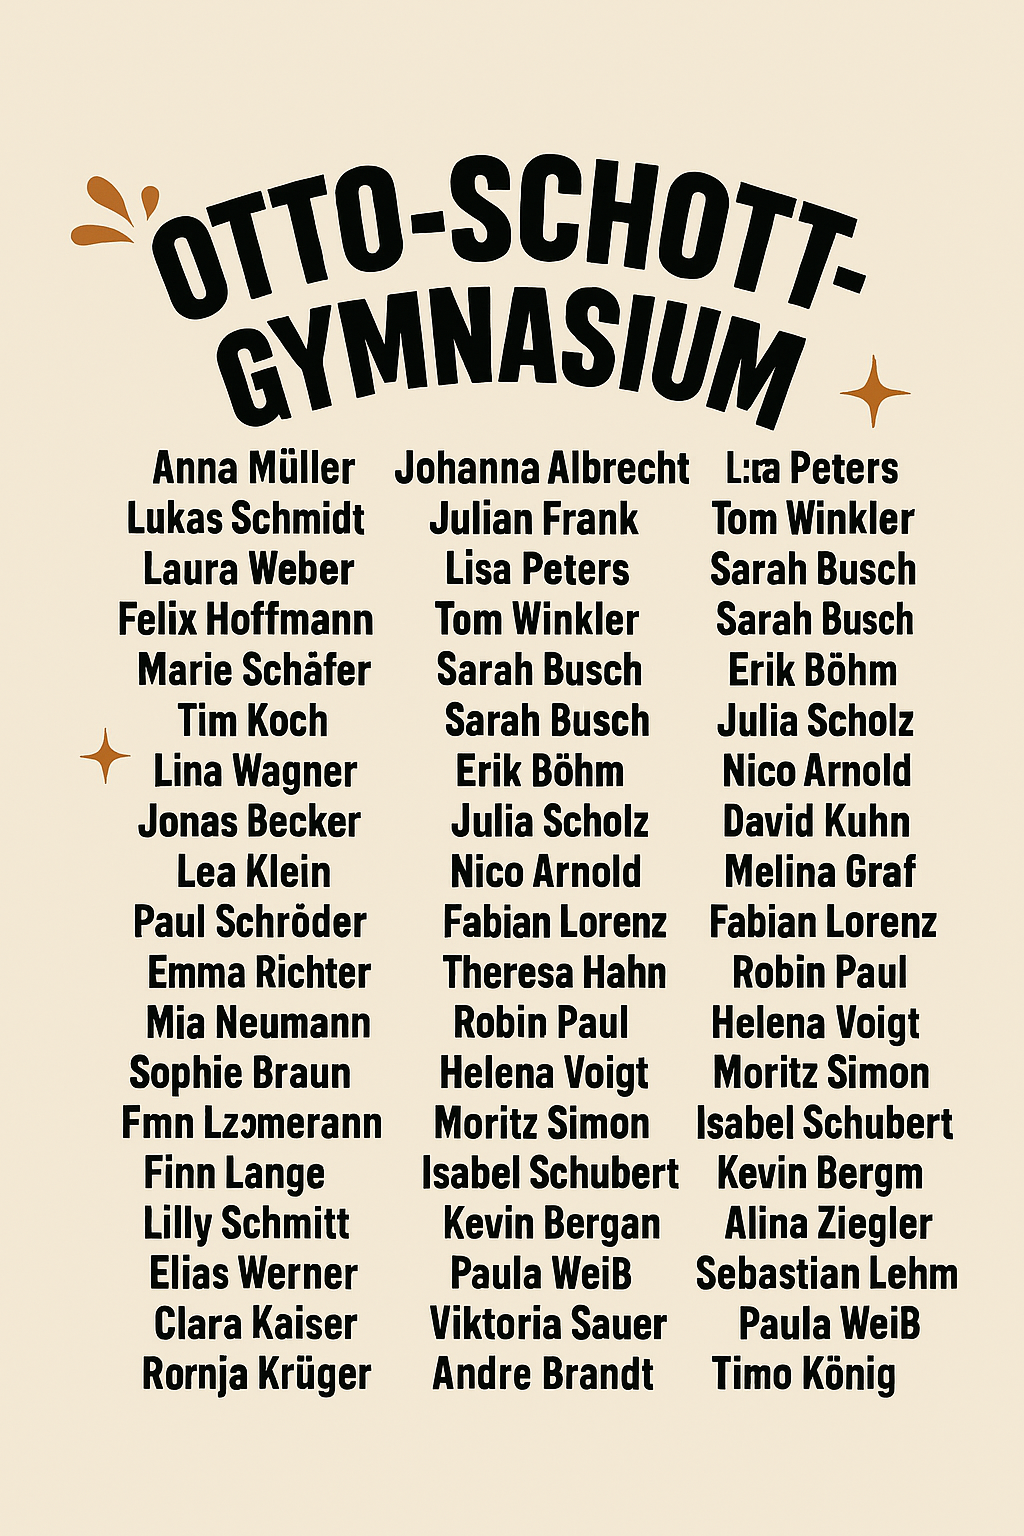 OTTO-SCHOTT-
GYMNASIUM
Anna Müller
Lukas Schmidt
Laura Weber
Felix Hoffmann
Marie Schäfer
Tim Koch
Lina Wagner
Jonas Becker
Lea Klein
Paul Schröder
Emma Richter
Mia Neumann
Sophie Braun
Fmn
Finn Lange
Lilly Schmitt
Elias Werner
Clara Kaiser
Rornja Krüger
Johanna Albrecht
Julian Frank
Lisa Peters
Tom Winkler
Sarah Busch
Sarah Busch
Erik Böhm
Julia Scholz
Nico Arnold
Fabian Lorenz
Theresa Hahn
Robin Paul
Helena Voigt
Moritz Simon
Isabel Schubert
Kevin Bergan
Paula Weiß
Viktoria Sauer
Andre Brandt
Peters
Tom Winkler
Sarah Busch
Sarah Busch
Erik Böhm
Julia Scholz
Nico Arnold
David Kuhn
Melina Graf
Fabian Lorenz
Robin Paul
Helena Voigt
Moritz Simon
Isabel Schubert
Kevin Bergm
Alina Ziegler
Sebastian Lehm
Paula Weiß
Timo König